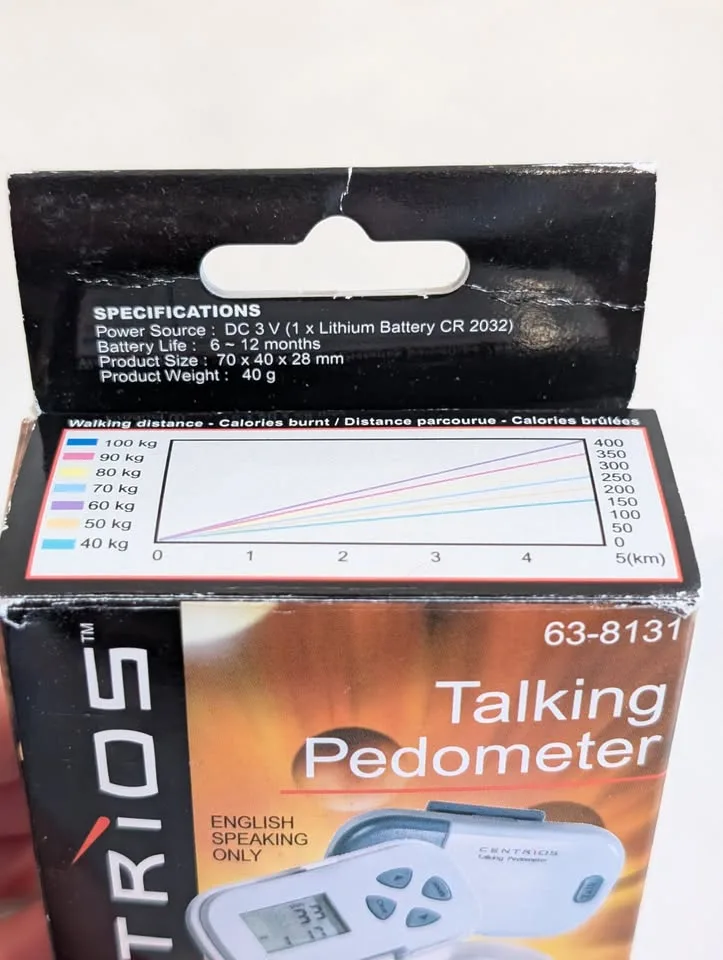 SPECIFICATIONS
Power Source : DC 3 V (1 x Lithium Battery CR 2032)
Battery Life : 6 ~ 12 months
Product Size : 70 x 40 x 28 mm
Product Weight : 40 g
Walking distance - Calories burnt / Distance parcourue - Calories brûlées
100 kg
90 kg
80 kg
70 kg
60 kg
50 kg
40 kg
400
350
300
250
200
150
100
50
0
0 1 2 3 4 5(km)
63-8131
TRiOS™
Talking
Pedometer
ENGLISH
SPEAKING
ONLY
CENTRiOS
Talking Pedometer